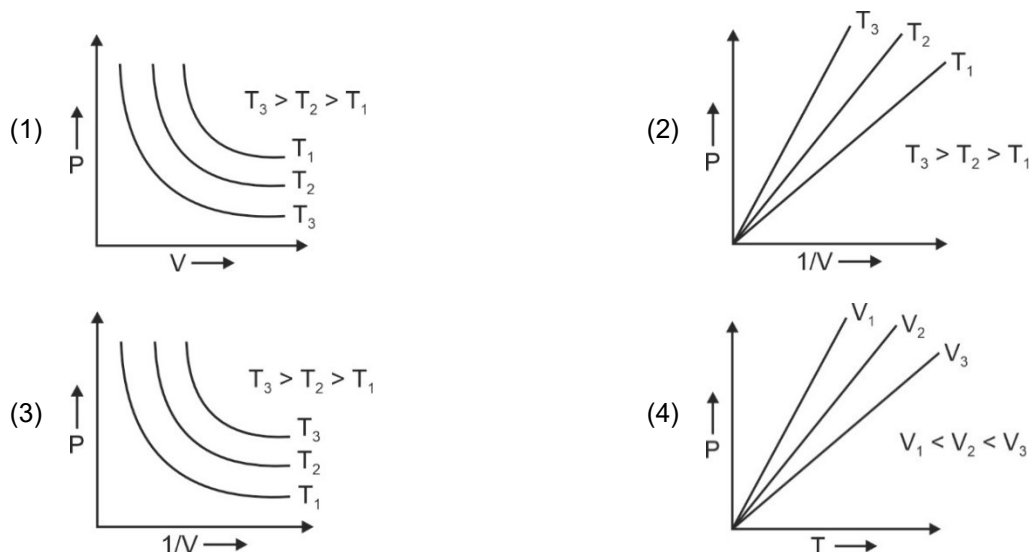 (1)
P
T₃ > T₂ > T₁
T₁
T₂
T₃
V
(2)
P
T₃
T₂
T₁
T₃ > T₂ > T₁
1/V
(3)
P
T₃ > T₂ > T₁
T₃
T₂
T₁
1/V
(4)
P
V₁
V₂
V₃
V₁ < V₂ < V₃
T